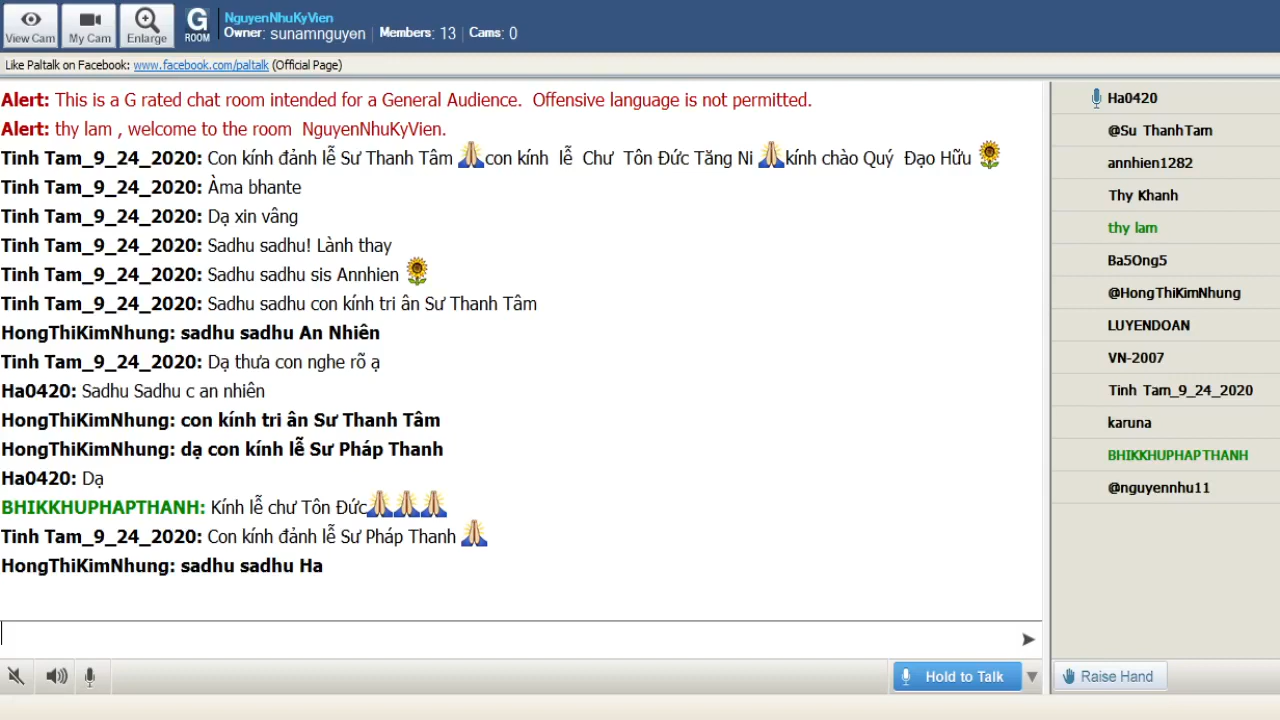 View Cam
My Cam
Enlarge
G
ROOM
NguyenNhuKyVien
Owner: sunamnguyen | Members: 13 | Cams: 0
Like Paltalk on Facebook: www.facebook.com/paltalk (Official Page)
Alert: This is a G rated chat room intended for a General Audience. Offensive language is not permitted.
Alert: thy lam , welcome to the room NguyenNhuKyVien.
Tinh Tam_9_24_2020: Con kính đảnh lễ Sư Thanh Tâm 🙏con kính lễ Chư Tôn Đức Tăng Ni 🙏kính chào Quý Đạo Hữu 🌻
Tinh Tam_9_24_2020: Àma bhante
Tinh Tam_9_24_2020: Dạ xin vâng
Tinh Tam_9_24_2020: Sadhu sadhu! Lành thay
Tinh Tam_9_24_2020: Sadhu sadhu sis Annhien 🌻
Tinh Tam_9_24_2020: Sadhu sadhu con kính tri ân Sư Thanh Tâm
HongThiKimNhung: sadhu sadhu An Nhiên
Tinh Tam_9_24_2020: Dạ thưa con nghe rõ ạ
Ha0420: Sadhu Sadhu c an nhiên
HongThiKimNhung: con kính tri ân Sư Thanh Tâm
HongThiKimNhung: dạ con kính lễ Sư Pháp Thanh
Ha0420: Dạ
BHIKKHUPHAPTHANH: Kính lễ chư Tôn Đức🙏🙏🙏
Tinh Tam_9_24_2020: Con kính đảnh lễ Sư Pháp Thanh 🙏
HongThiKimNhung: sadhu sadhu Ha
Hold to Talk
Ha0420
@Su ThanhTam
annhien1282
Thy Khanh
thy lam
Ba5Ong5
@HongThiKimNhung
LUYENDOAN
VN-2007
Tinh Tam_9_24_2020
karuna
BHIKKHUPHAPTHANH
@nguyennhu11
Raise Hand